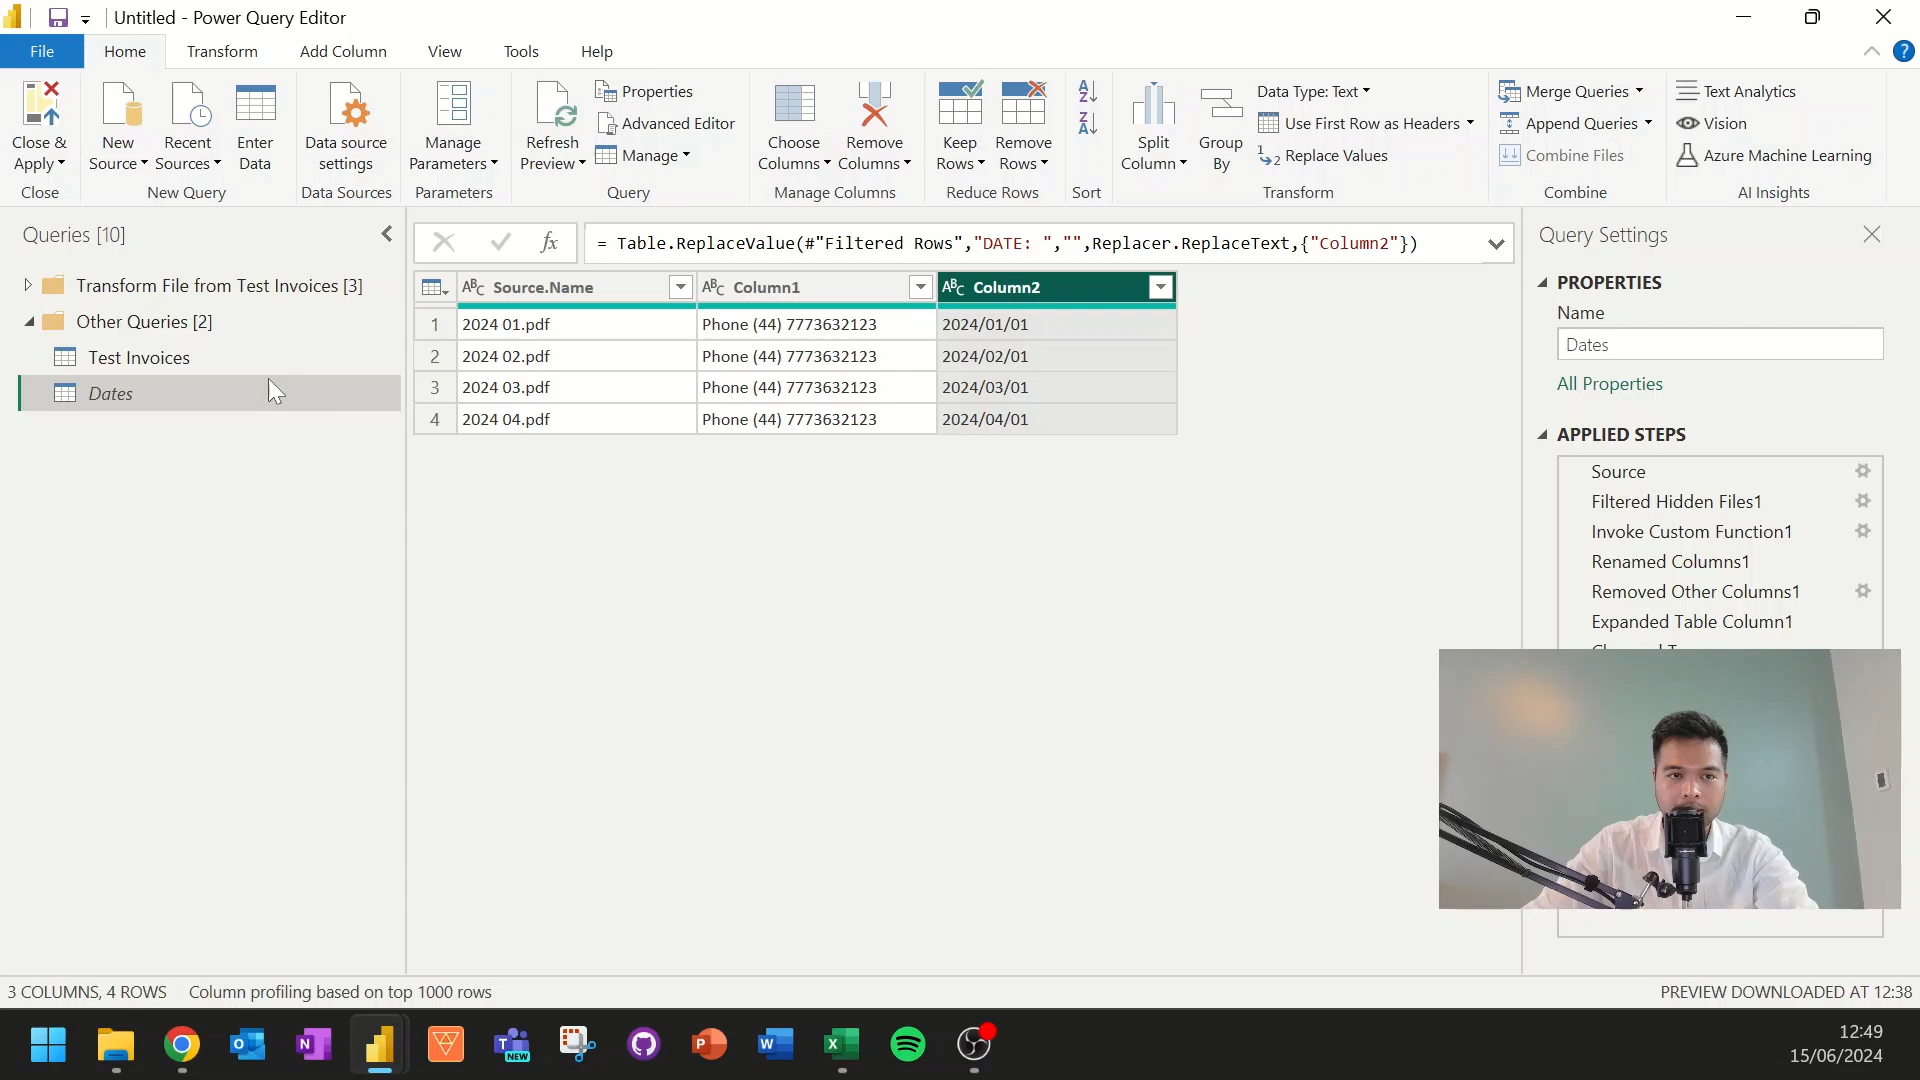 Untitled - Power Query Editor
File Home Transform Add Column View Tools Help
Close & Apply
Close
New Source
Recent Sources
Enter Data
New Query
Data source settings
Data Sources
Manage Parameters
Parameters
Refresh Preview
Properties
Advanced Editor
Manage
Query
Choose Columns
Remove Columns
Manage Columns
Keep Rows
Remove Rows
Reduce Rows
Sort
Split Column
Group By
Data Type: Text
Use First Row as Headers
Replace Values
Transform
Merge Queries
Append Queries
Combine Files
Combine
Text Analytics
Vision
Azure Machine Learning
AI Insights
Queries [10]
Transform File from Test Invoices [3]
Other Queries [2]
Test Invoices
Dates
fx = Table.ReplaceValue(#"Filtered Rows","DATE: ","",Replacer.ReplaceText,{"Column2"})
ABC Source.Name ABC Column1 ABC Column2
1 2024 01.pdf Phone (44) 7773632123 2024/01/01
2 2024 02.pdf Phone (44) 7773632123 2024/02/01
3 2024 03.pdf Phone (44) 7773632123 2024/03/01
4 2024 04.pdf Phone (44) 7773632123 2024/04/01
Query Settings
PROPERTIES
Name
Dates
All Properties
APPLIED STEPS
Source
Filtered Hidden Files1
Invoke Custom Function1
Renamed Columns1
Removed Other Columns1
Expanded Table Column1
3 COLUMNS, 4 ROWS Column profiling based on top 1000 rows
PREVIEW DOWNLOADED AT 12:38
NEW
12:49
15/06/2024